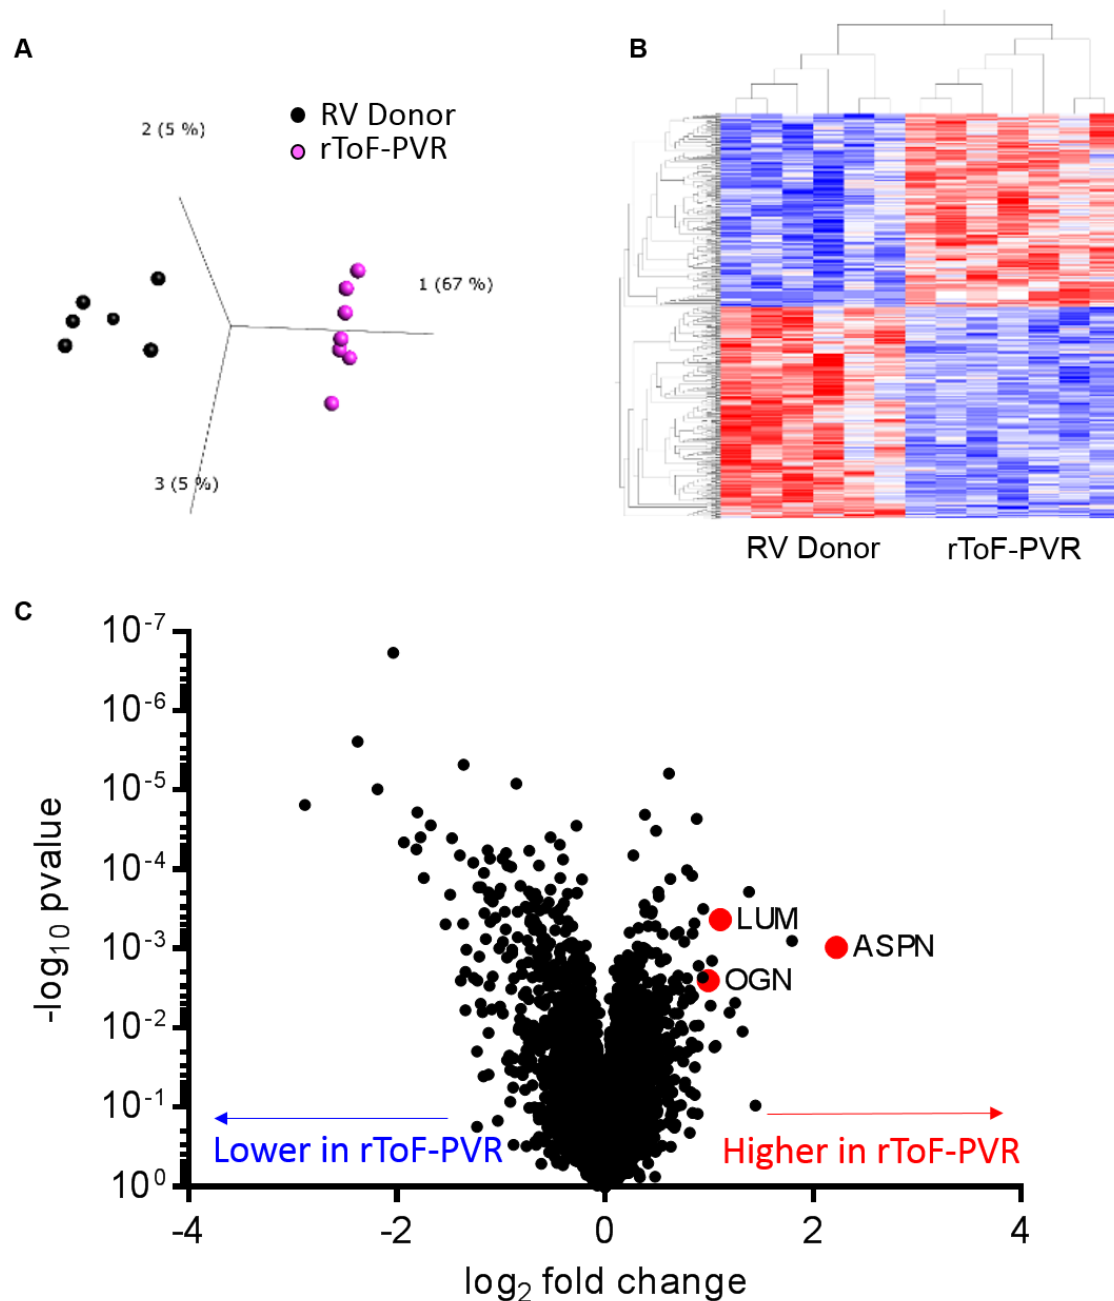 A
B
RV Donor
rToF-PVR
2 (5 %)
1 (67 %)
3 (5 %)
RV Donor
rToF-PVR
C
10-7
10-6
10-5
10-4
10-3
10-2
10-1
100
-log10 pvalue
LUM
ASPN
OGN
Lower in rToF-PVR
Higher in rToF-PVR
-4
-2
0
2
4
log2 fold change